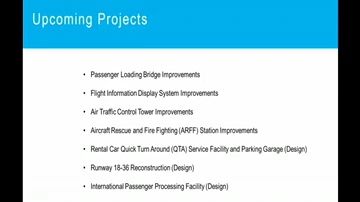 Upcoming Projects
• Passenger Loading Bridge Improvements
• Flight Information Display System Improvements
• Air Traffic Control Tower Improvements
• Aircraft Rescue and Fire Fighting (ARFF) Station Improvements
• Rental Car Quick Turn Around (QTA) Service Facility and Parking Garage (Design)
• Runway 18-36 Reconstruction (Design)
• International Passenger Processing Facility (Design)